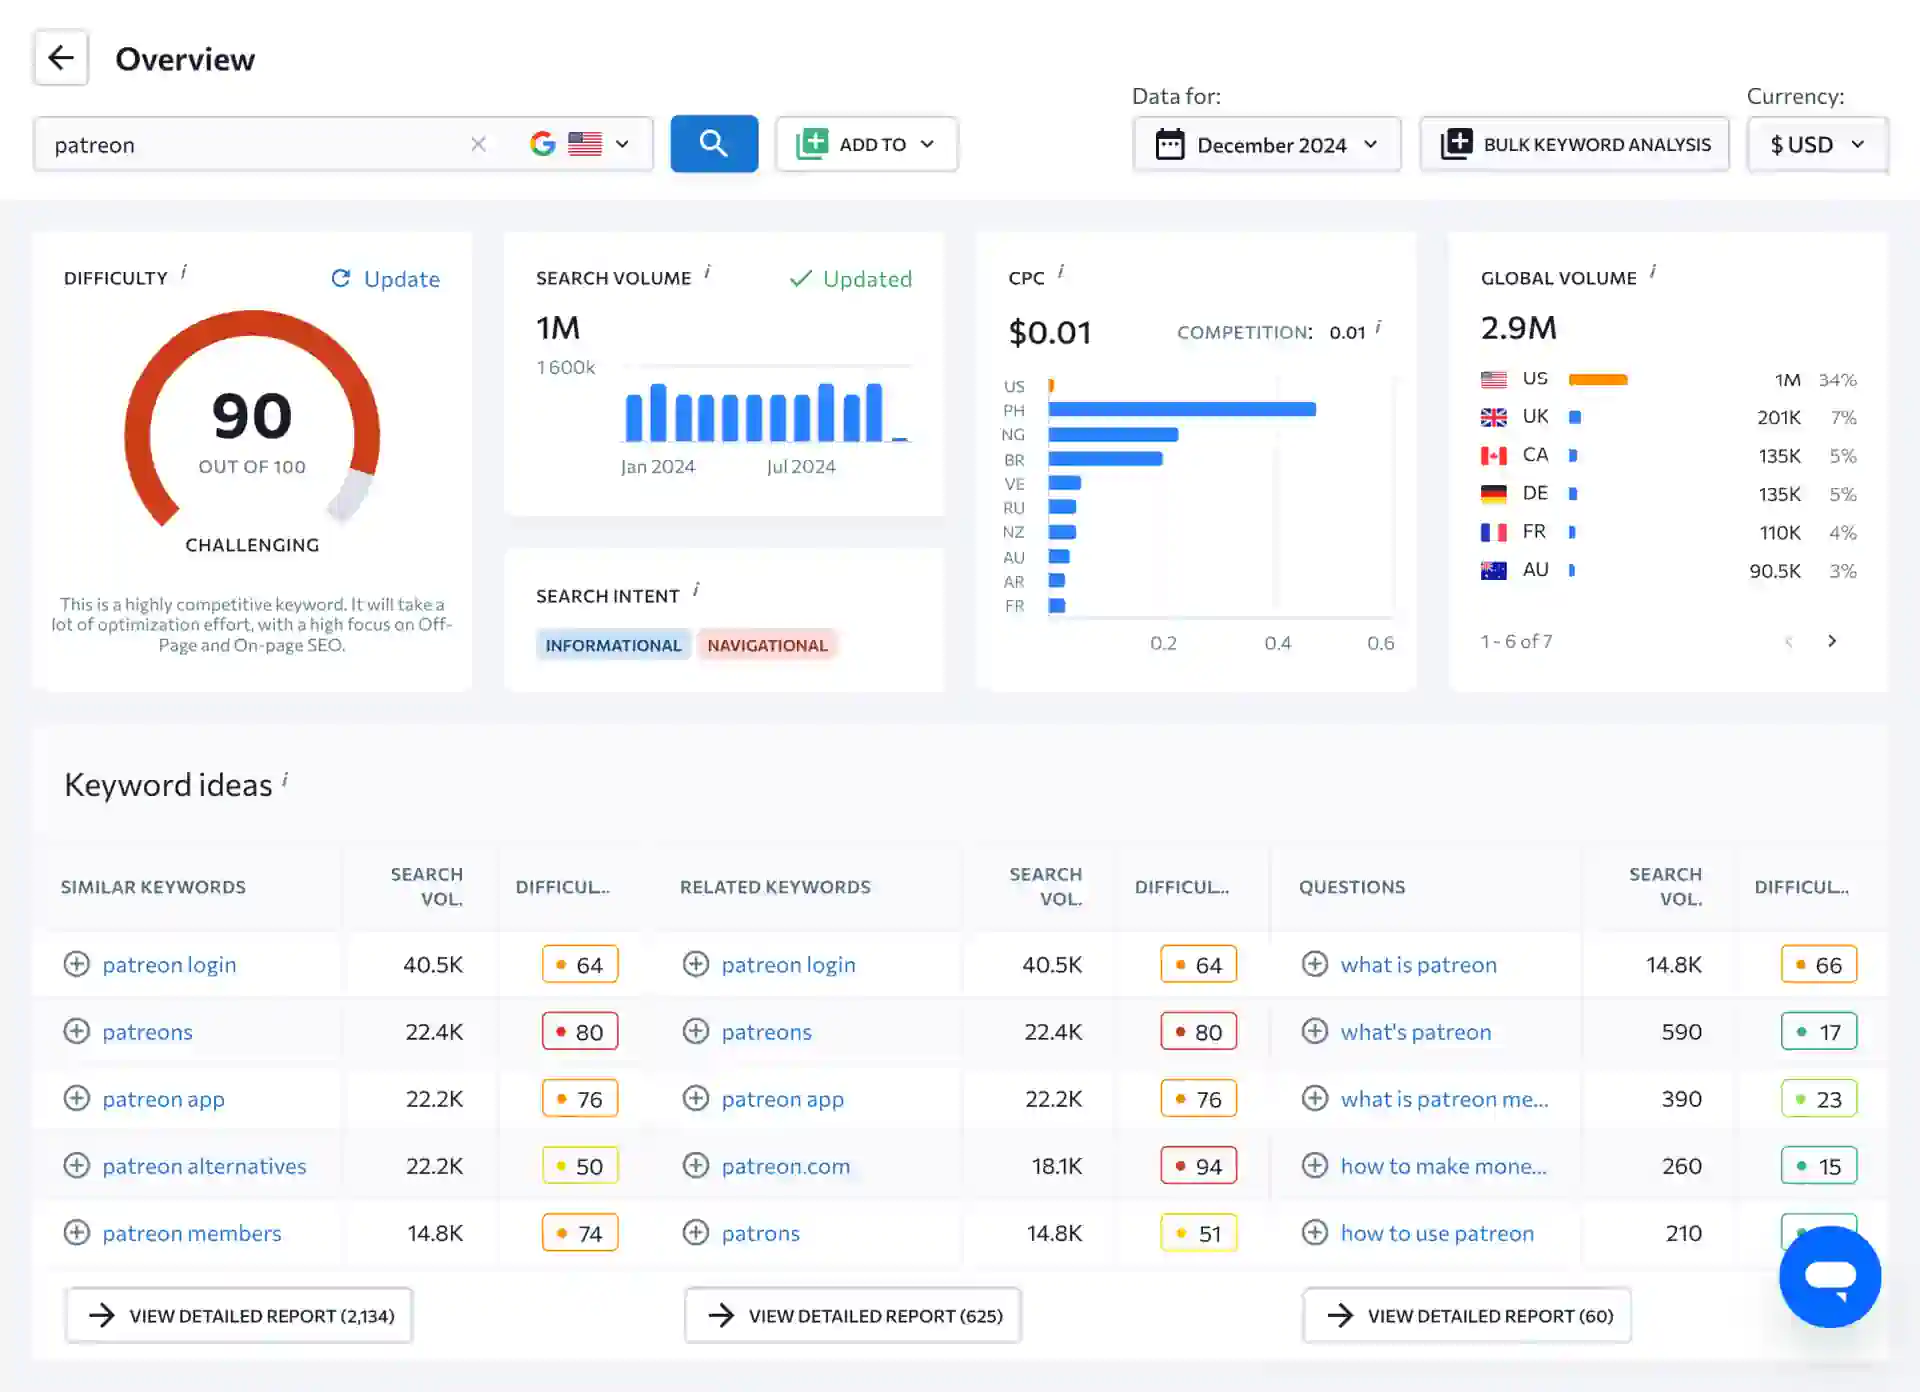 Overview
Data for:
Currency:
patreon
ADD TO
December 2024
BULK KEYWORD ANALYSIS
$ USD
DIFFICULTY i
Update
90
OUT OF 100
CHALLENGING
This is a highly competitive keyword. It will take a
lot of optimization effort, with a high focus on Off-
Page and On-page SEO.
SEARCH VOLUME i
Updated
1M
1 600k
Jan 2024 Jul 2024
SEARCH INTENT i
INFORMATIONAL NAVIGATIONAL
CPC i
$0.01
COMPETITION: 0.01 i
US
PH
NG
BR
VE
RU
NZ
AU
AR
FR
0.2 0.4 0.6
GLOBAL VOLUME i
2.9M
US 1M 34%
UK 201K 7%
CA 135K 5%
DE 135K 5%
FR 110K 4%
AU 90.5K 3%
1 - 6 of 7
Keyword ideas i
SIMILAR KEYWORDS SEARCH VOL. DIFFICUL... RELATED KEYWORDS SEARCH VOL. DIFFICUL... QUESTIONS SEARCH VOL. DIFFICUL...
patreon login 40.5K 64 patreon login 40.5K 64 what is patreon 14.8K 66
patreons 22.4K 80 patreons 22.4K 80 what's patreon 590 17
patreon app 22.2K 76 patreon app 22.2K 76 what is patreon me... 390 23
patreon alternatives 22.2K 50 patreon.com 18.1K 94 how to make mone... 260 15
patreon members 14.8K 74 patrons 14.8K 51 how to use patreon 210
VIEW DETAILED REPORT (2,134) VIEW DETAILED REPORT (625) VIEW DETAILED REPORT (60)